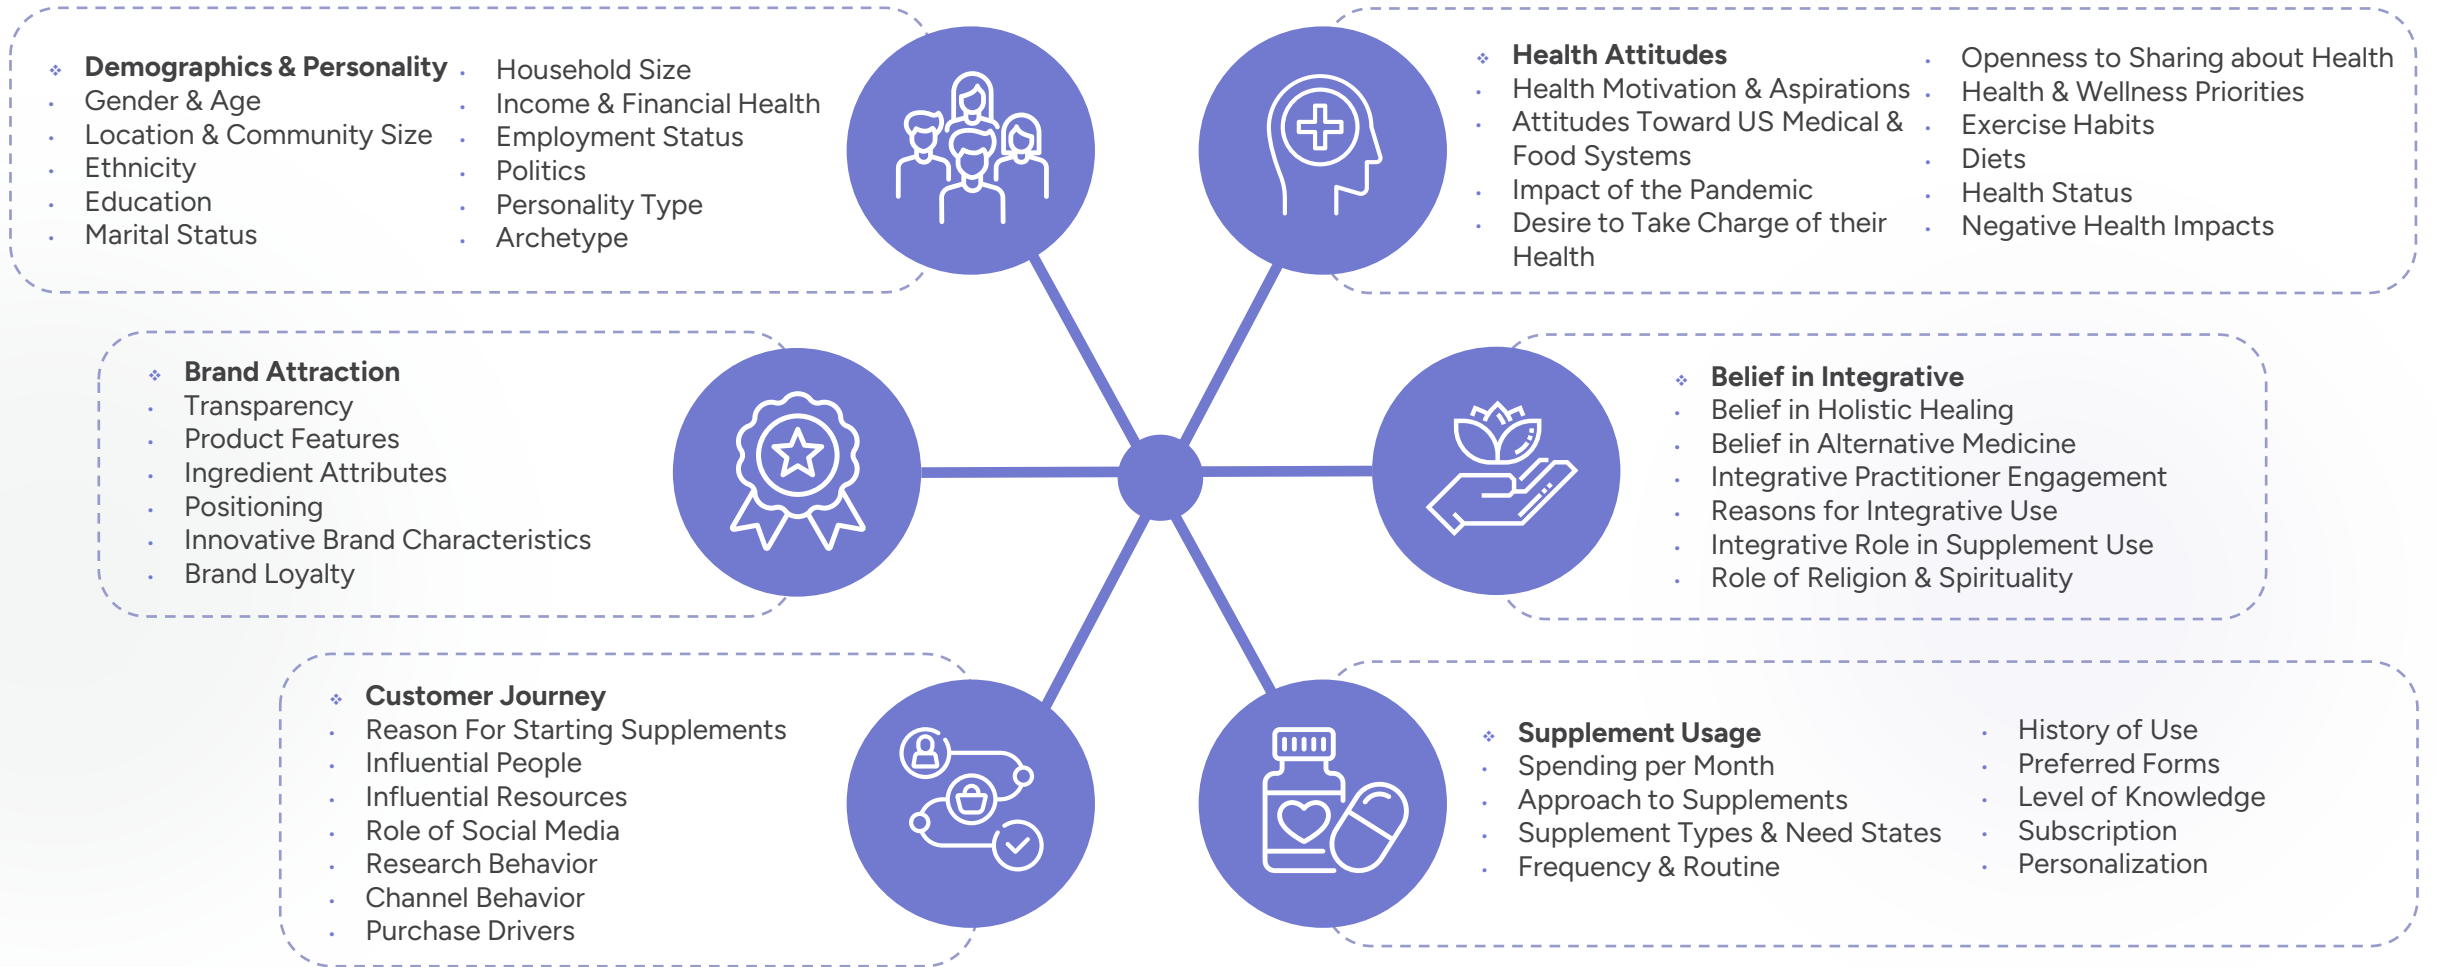 Demographics & Personality
Gender & Age
Location & Community Size
Ethnicity
Education
Marital Status
Household Size
Income & Financial Health
Employment Status
Politics
Personality Type
Archetype
Health Attitudes
Health Motivation & Aspirations
Attitudes Toward US Medical &
Food Systems
Impact of the Pandemic
Desire to Take Charge of their
Health
Openness to Sharing about Health
Health & Wellness Priorities
Exercise Habits
Diets
Health Status
Negative Health Impacts
Brand Attraction
Transparency
Product Features
Ingredient Attributes
Positioning
Innovative Brand Characteristics
Brand Loyalty
Belief in Integrative
Belief in Holistic Healing
Belief in Alternative Medicine
Integrative Practitioner Engagement
Reasons for Integrative Use
Integrative Role in Supplement Use
Role of Religion & Spirituality
Customer Journey
Reason For Starting Supplements
Influential People
Influential Resources
Role of Social Media
Research Behavior
Channel Behavior
Purchase Drivers
Supplement Usage
Spending per Month
Approach to Supplements
Supplement Types & Need States
Frequency & Routine
History of Use
Preferred Forms
Level of Knowledge
Subscription
Personalization